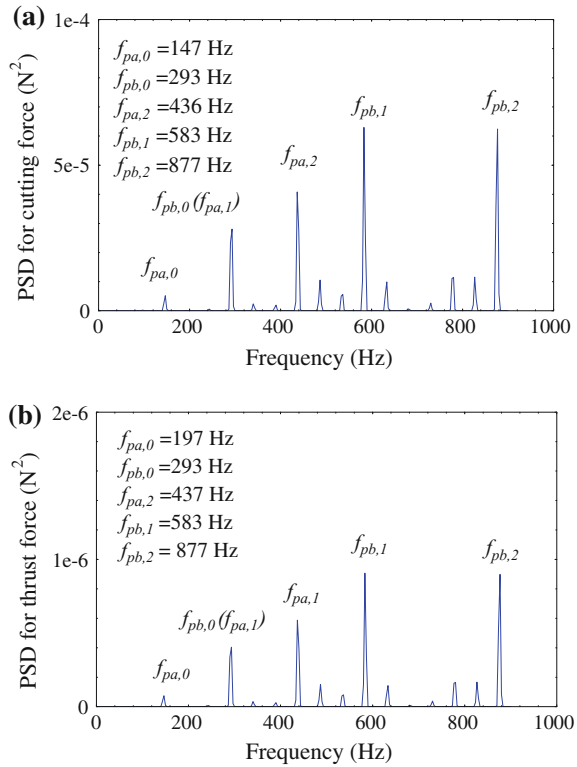 (a)
1e-4
f_pa,0 =147 Hz
f_pb,0 =293 Hz
f_pa,2 =436 Hz
f_pb,1 =583 Hz
f_pb,2 =877 Hz
f_pb,1
f_pb,2
f_pa,2
5e-5
f_pb,0 (f_pa,1)
f_pa,0
0
PSD for cutting force (N²)
0 200 400 600 800 1000
Frequency (Hz)
(b)
2e-6
f_pa,0 =197 Hz
f_pb,0 =293 Hz
f_pa,2 =437 Hz
f_pb,1 =583 Hz
f_pb,2 = 877 Hz
f_pb,1
f_pb,2
1e-6
f_pa,1
f_pb,0 (f_pa,1)
f_pa,0
0
PSD for thrust force (N²)
0 200 400 600 800 1000
Frequency (Hz)